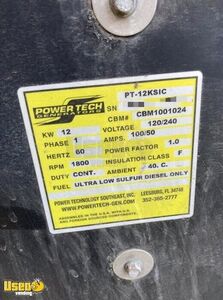 POWER TECH
GENERATORS
PT-12KSIC
SN
CBM# CBM1001024
KW 12 VOLTAGE 120/240
PHASE 1 AMPS. 100/50
HERTZ 60 POWER FACTOR 1.0
RPM 1800 INSULATION CLASS F
DUTY CONT. AMBIENT 40. C.
FUEL ULTRA LOW SULFUR DIESEL ONLY
POWER TECHNOLOGY SOUTHEAST, INC. LEESBURG, FL 34748
WWW.POWERTECH-GEN.COM 352-365-2777
ASSEMBLED IN THE U.S.A. WITH U.S.
AND FOREIGN SOURCED COMPONENTS
UsedVending